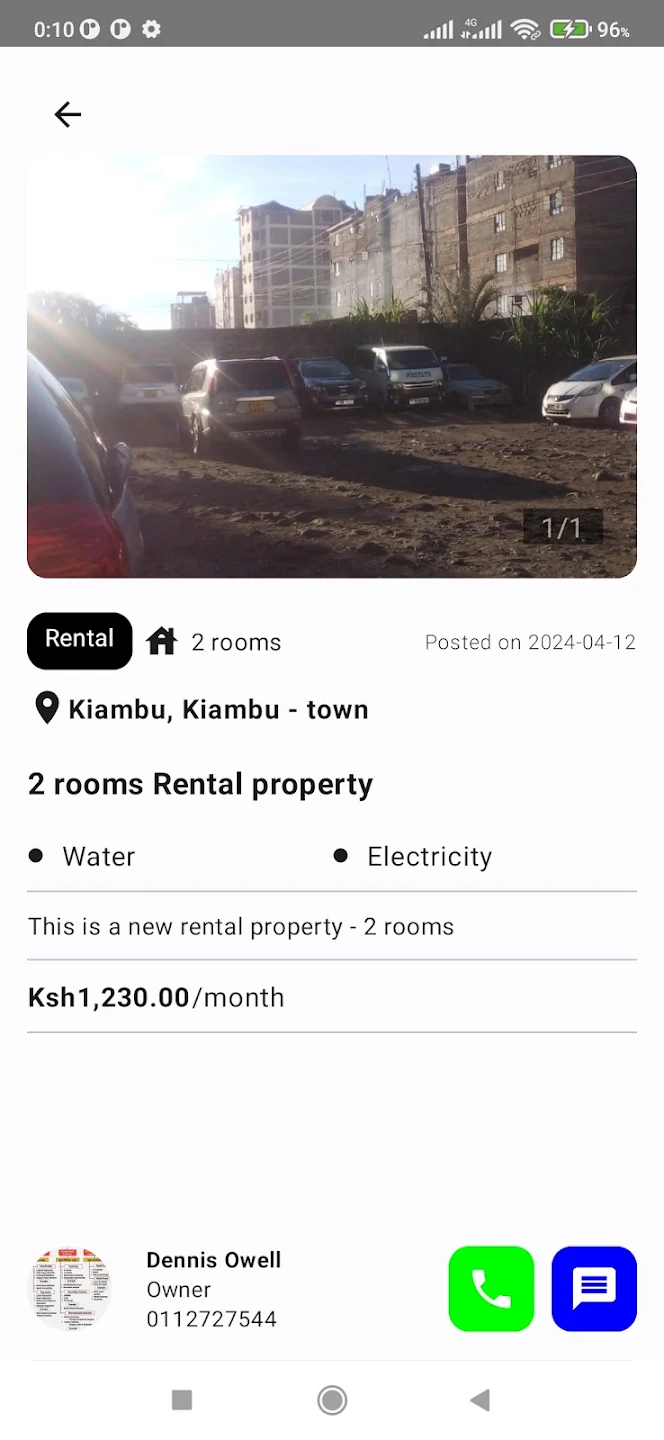 0:10
4G
96%
PRIVATE
1/1
Rental
2 rooms
Posted on 2024-04-12
Kiambu, Kiambu - town
2 rooms Rental property
Water
Electricity
This is a new rental property - 2 rooms
Ksh1,230.00/month
Dennis Owell
Owner
0112727544